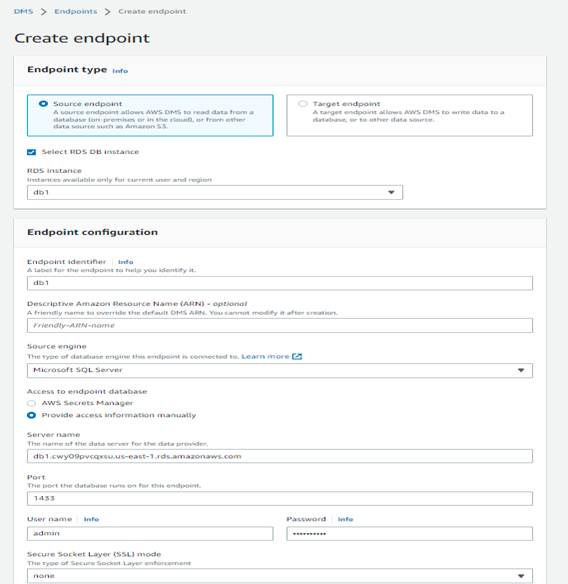 DMS > Endpoints > Create endpoint
Create endpoint
Endpoint type Info
Source endpoint
A source endpoint allows AWS DMS to read data from a
database (on-premises or in the cloud), or from other
data source such as Amazon S3.
Target endpoint
A target endpoint allows AWS DMS to write data to a
database, or to other data source.
Select RDS DB instance
RDS Instance
Instances available only for current user and region
db1
Endpoint configuration
Endpoint identifier Info
A label for the endpoint to help you identify it.
db1
Descriptive Amazon Resource Name (ARN) - optional
A friendly name to override the default DMS ARN. You cannot modify it after creation.
Friendly-ARN-name
Source engine
The type of database engine this endpoint is connected to. Learn more
Microsoft SQL Server
Access to endpoint database
AWS Secrets Manager
Provide access information manually
Server name
The name of the data server for the data provider.
db1.cwy09pvcqxsu.us-east-1.rds.amazonaws.com
Port
The port the database runs on for this endpoint.
1433
User name Info
Password Info
admin
••••••••••
Secure Socket Layer (SSL) mode
The type of Secure Socket Layer enforcement
none